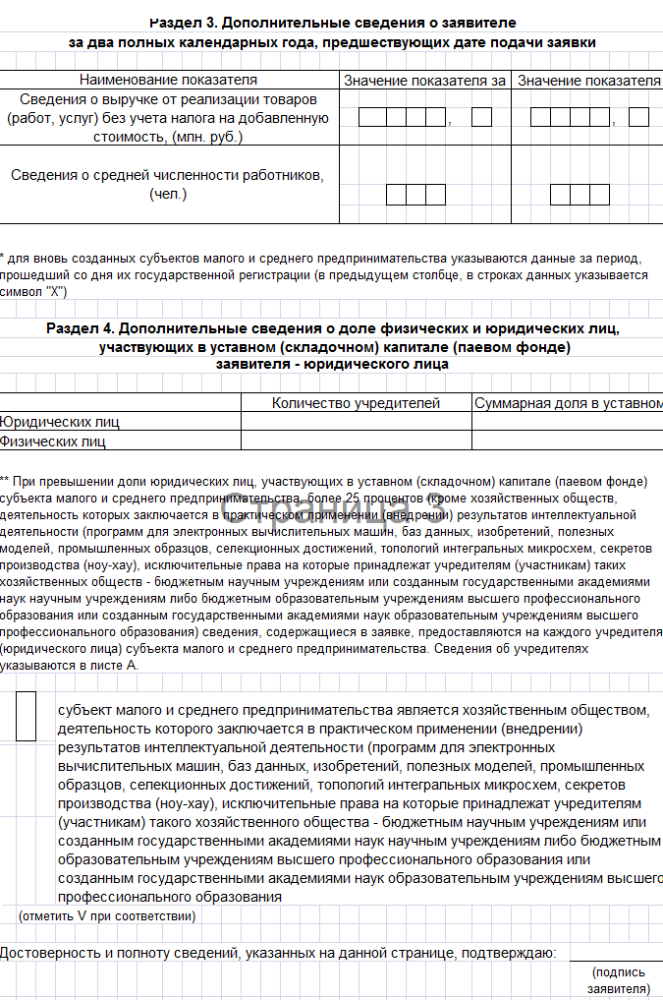 Раздел 3. Дополнительные сведения о заявителе
за два полных календарных года, предшествующих дате подачи заявки
Наименование показателя Значение показателя за Значение показателя
Сведения о выручке от реализации товаров
(работ, услуг) без учета налога на добавленную
стоимость, (млн. руб.)
, ,
Сведения о средней численности работников,
(чел.)
* для вновь созданных субъектов малого и среднего предпринимательства указываются данные за период,
прошедший со дня их государственной регистрации (в предыдущем столбце, в строках данных указывается
символ "X")
Раздел 4. Дополнительные сведения о доле физических и юридических лиц,
участвующих в уставном (складочном) капитале (паевом фонде)
заявителя - юридического лица
Количество учредителей Суммарная доля в уставном
Юридических лиц
Физических лиц
** При превышении доли юридических лиц, участвующих в уставном (складочном) капитале (паевом фонде)
субъекта малого и среднего предпринимательства, более 25 процентов (кроме хозяйственных обществ,
Страница 3
деятельность которых заключается в практическом применении (внедрении) результатов интеллектуальной
деятельности (программ для электронных вычислительных машин, баз данных, изобретений, полезных
моделей, промышленных образцов, селекционных достижений, топологий интегральных микросхем, секретов
производства (ноу-хау), исключительные права на которые принадлежат учредителям (участникам) таких
хозяйственных обществ - бюджетным научным учреждениям или созданным государственными академиями
наук научным учреждениям либо бюджетным образовательным учреждениям высшего профессионального
образования или созданным государственными академиями наук образовательным учреждениям высшего
профессионального образования) сведения, содержащиеся в заявке, предоставляются на каждого учредителя
(юридического лица) субъекта малого и среднего предпринимательства. Сведения об учредителях
указываются в листе А.
субъект малого и среднего предпринимательства является хозяйственным обществом,
деятельность которого заключается в практическом применении (внедрении)
результатов интеллектуальной деятельности (программ для электронных
вычислительных машин, баз данных, изобретений, полезных моделей, промышленных
образцов, селекционных достижений, топологий интегральных микросхем, секретов
производства (ноу-хау), исключительные права на которые принадлежат учредителям
(участникам) такого хозяйственного общества - бюджетным научным учреждениям или
созданным государственными академиями наук научным учреждениям либо бюджетным
образовательным учреждениям высшего профессионального образования или
созданным государственными академиями наук образовательным учреждениям высшего
профессионального образования
(отметить V при соответствии)
Достоверность и полноту сведений, указанных на данной странице, подтверждаю:
(подпись
заявителя)